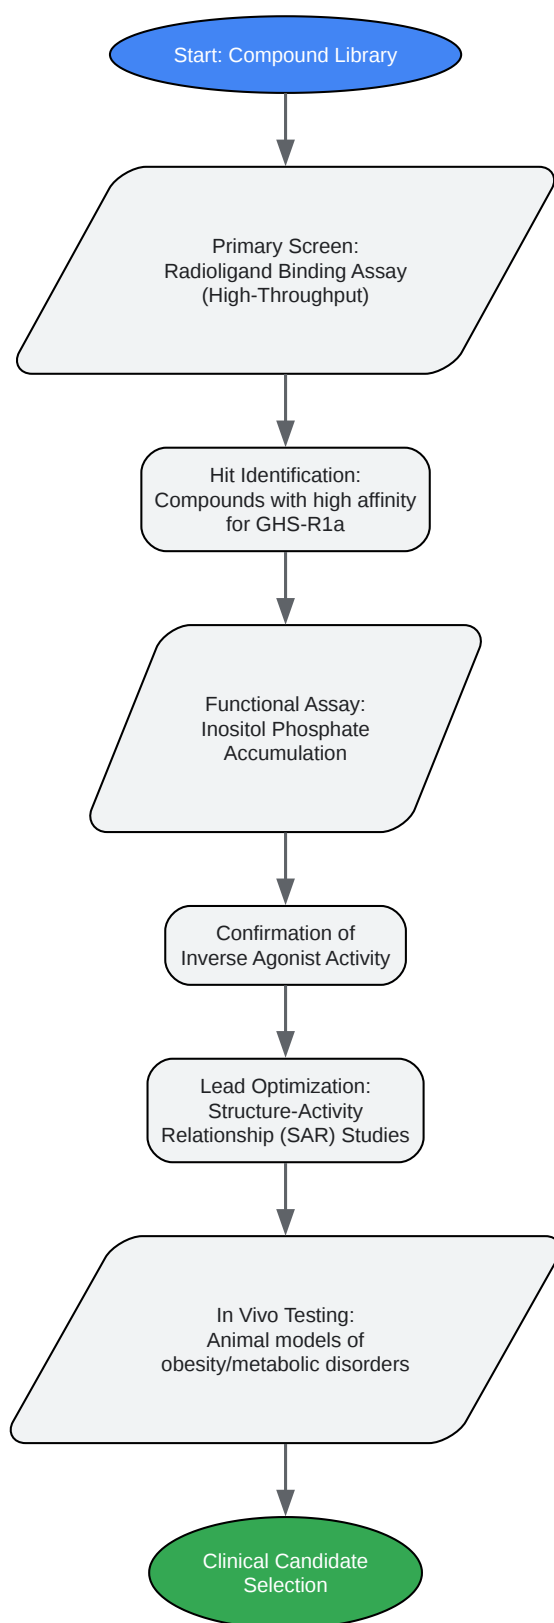 Start: Compound Library
Primary Screen:
Radioligand Binding Assay
(High-Throughput)
Hit Identification:
Compounds with high affinity
for GHS-R1a
Functional Assay:
Inositol Phosphate
Accumulation
Confirmation of
Inverse Agonist Activity
Lead Optimization:
Structure-Activity
Relationship (SAR) Studies
In Vivo Testing:
Animal models of
obesity/metabolic disorders
Clinical Candidate
Selection